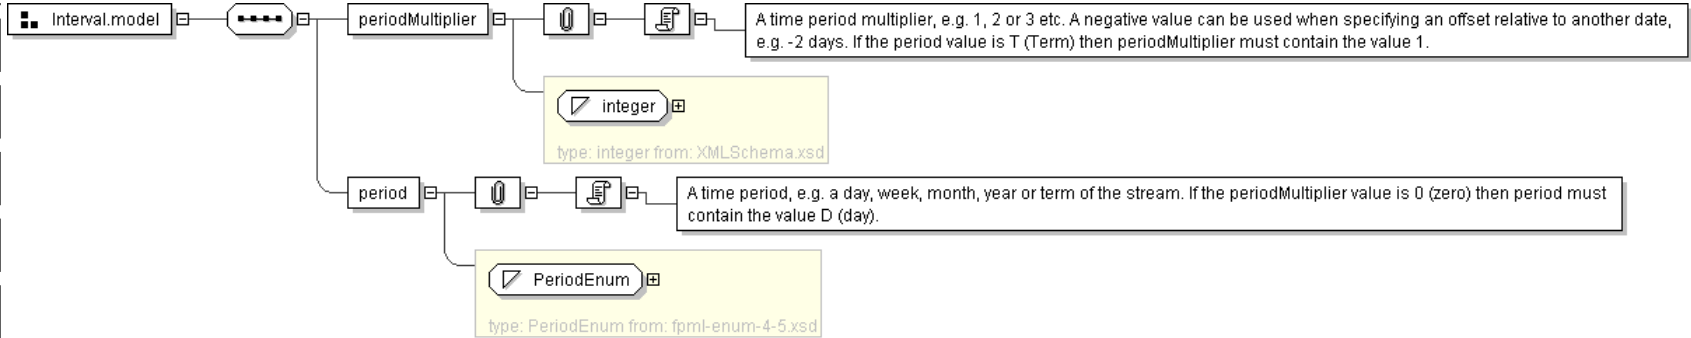 Interval.model
periodMultiplier
A time period multiplier, e.g. 1, 2 or 3 etc. A negative value can be used when specifying an offset relative to another date,
e.g. -2 days. If the period value is T (Term) then periodMultiplier must contain the value 1.
integer
type: integer from: XMLSchema.xsd
period
A time period, e.g. a day, week, month, year or term of the stream. If the periodMultiplier value is 0 (zero) then period must
contain the value D (day).
PeriodEnum
type: PeriodEnum from: fpml-enum-4-5.xsd